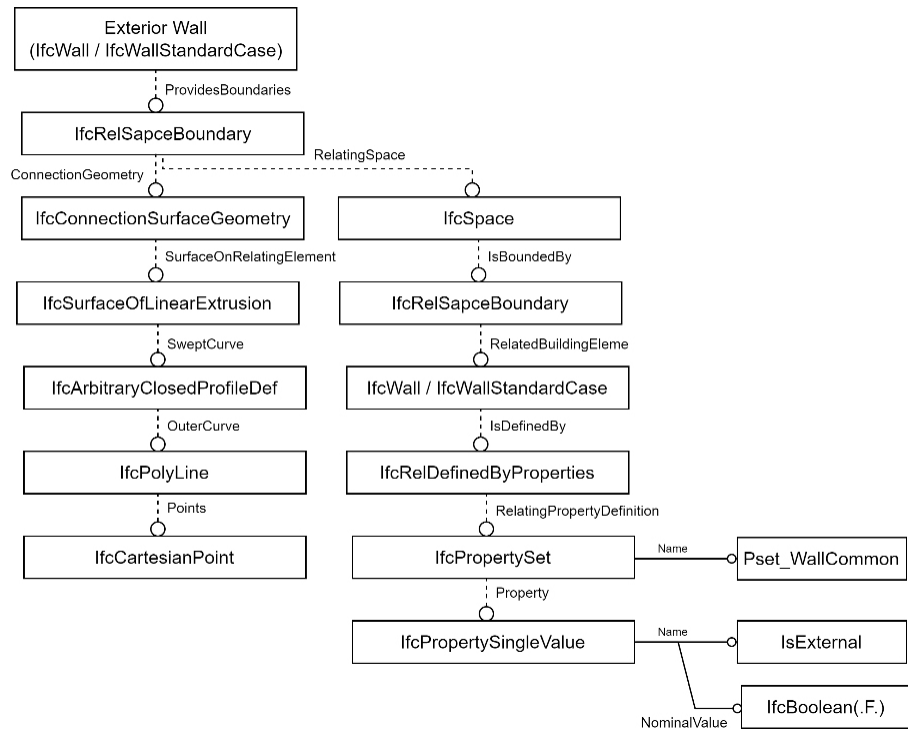 Exterior Wall
(IfcWall / IfcWallStandardCase)
ProvidesBoundaries
IfcRelSapceBoundary
RelatingSpace
ConnectionGeometry
IfcConnectionSurfaceGeometry
IfcSpace
SurfaceOnRelatingElement
IsBoundedBy
IfcSurfaceOfLinearExtrusion
IfcRelSapceBoundary
SweptCurve
RelatedBuildingEleme
IfcArbitraryClosedProfileDef
IfcWall / IfcWallStandardCase
OuterCurve
IsDefinedBy
IfcPolyLine
IfcRelDefinedByProperties
Points
RelatingPropertyDefinition
IfcCartesianPoint
IfcPropertySet
Name
Pset_WallCommon
Property
IfcPropertySingleValue
Name
IsExternal
NominalValue
IfcBoolean(.F.)